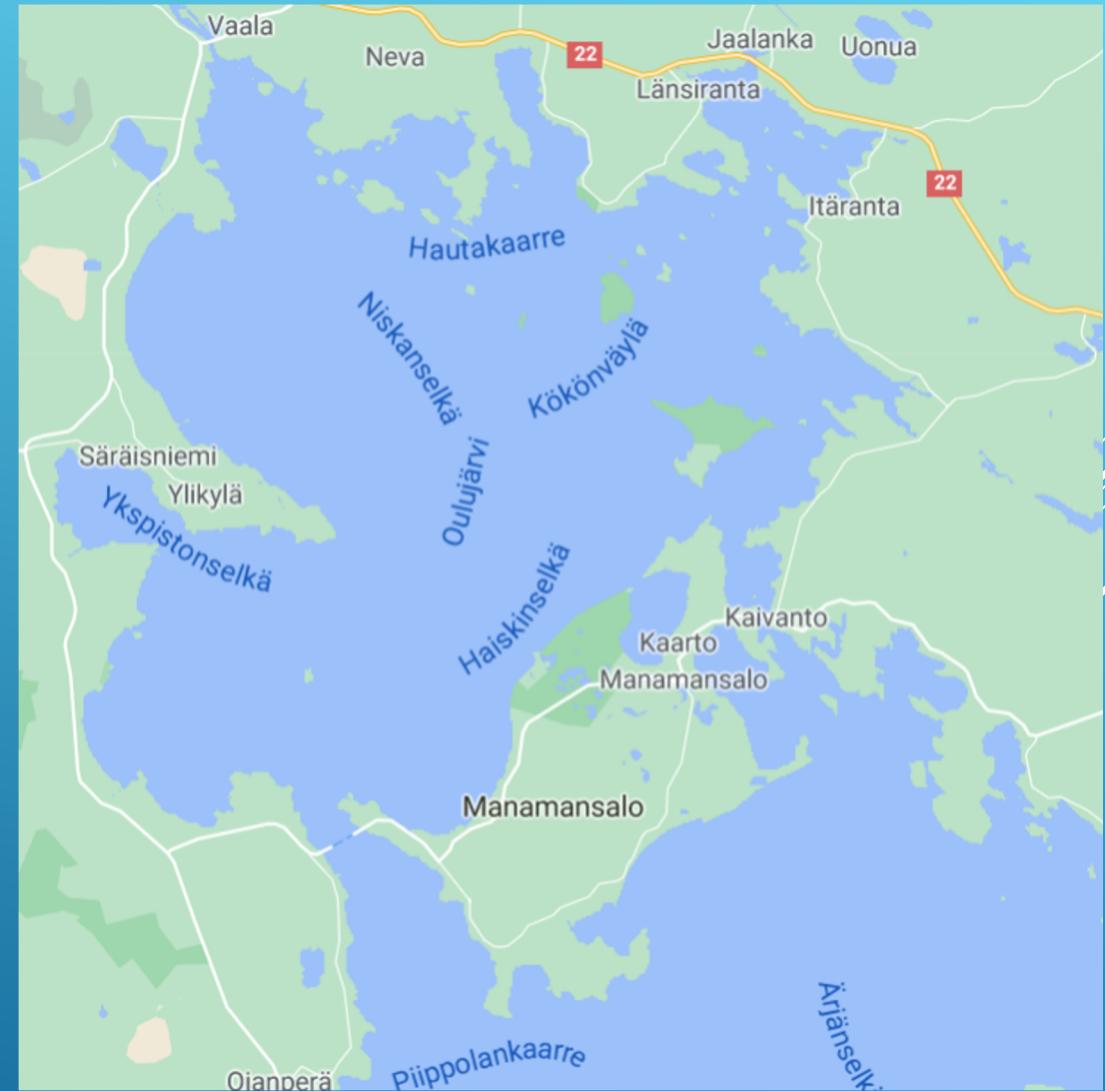 Vaala
Neva
22
Jaalanka
Uonua
Länsiranta
22
Itäranta
Hautakaarre
Niskanselkä
Kökönväylä
Oulujärvi
Säräisniemi
Ylikylä
Ykspistonselkä
Haiskinselkä
Kaivanto
Kaarto
Manamansalo
Manamansalo
Piippolankaarre
Ojanperä